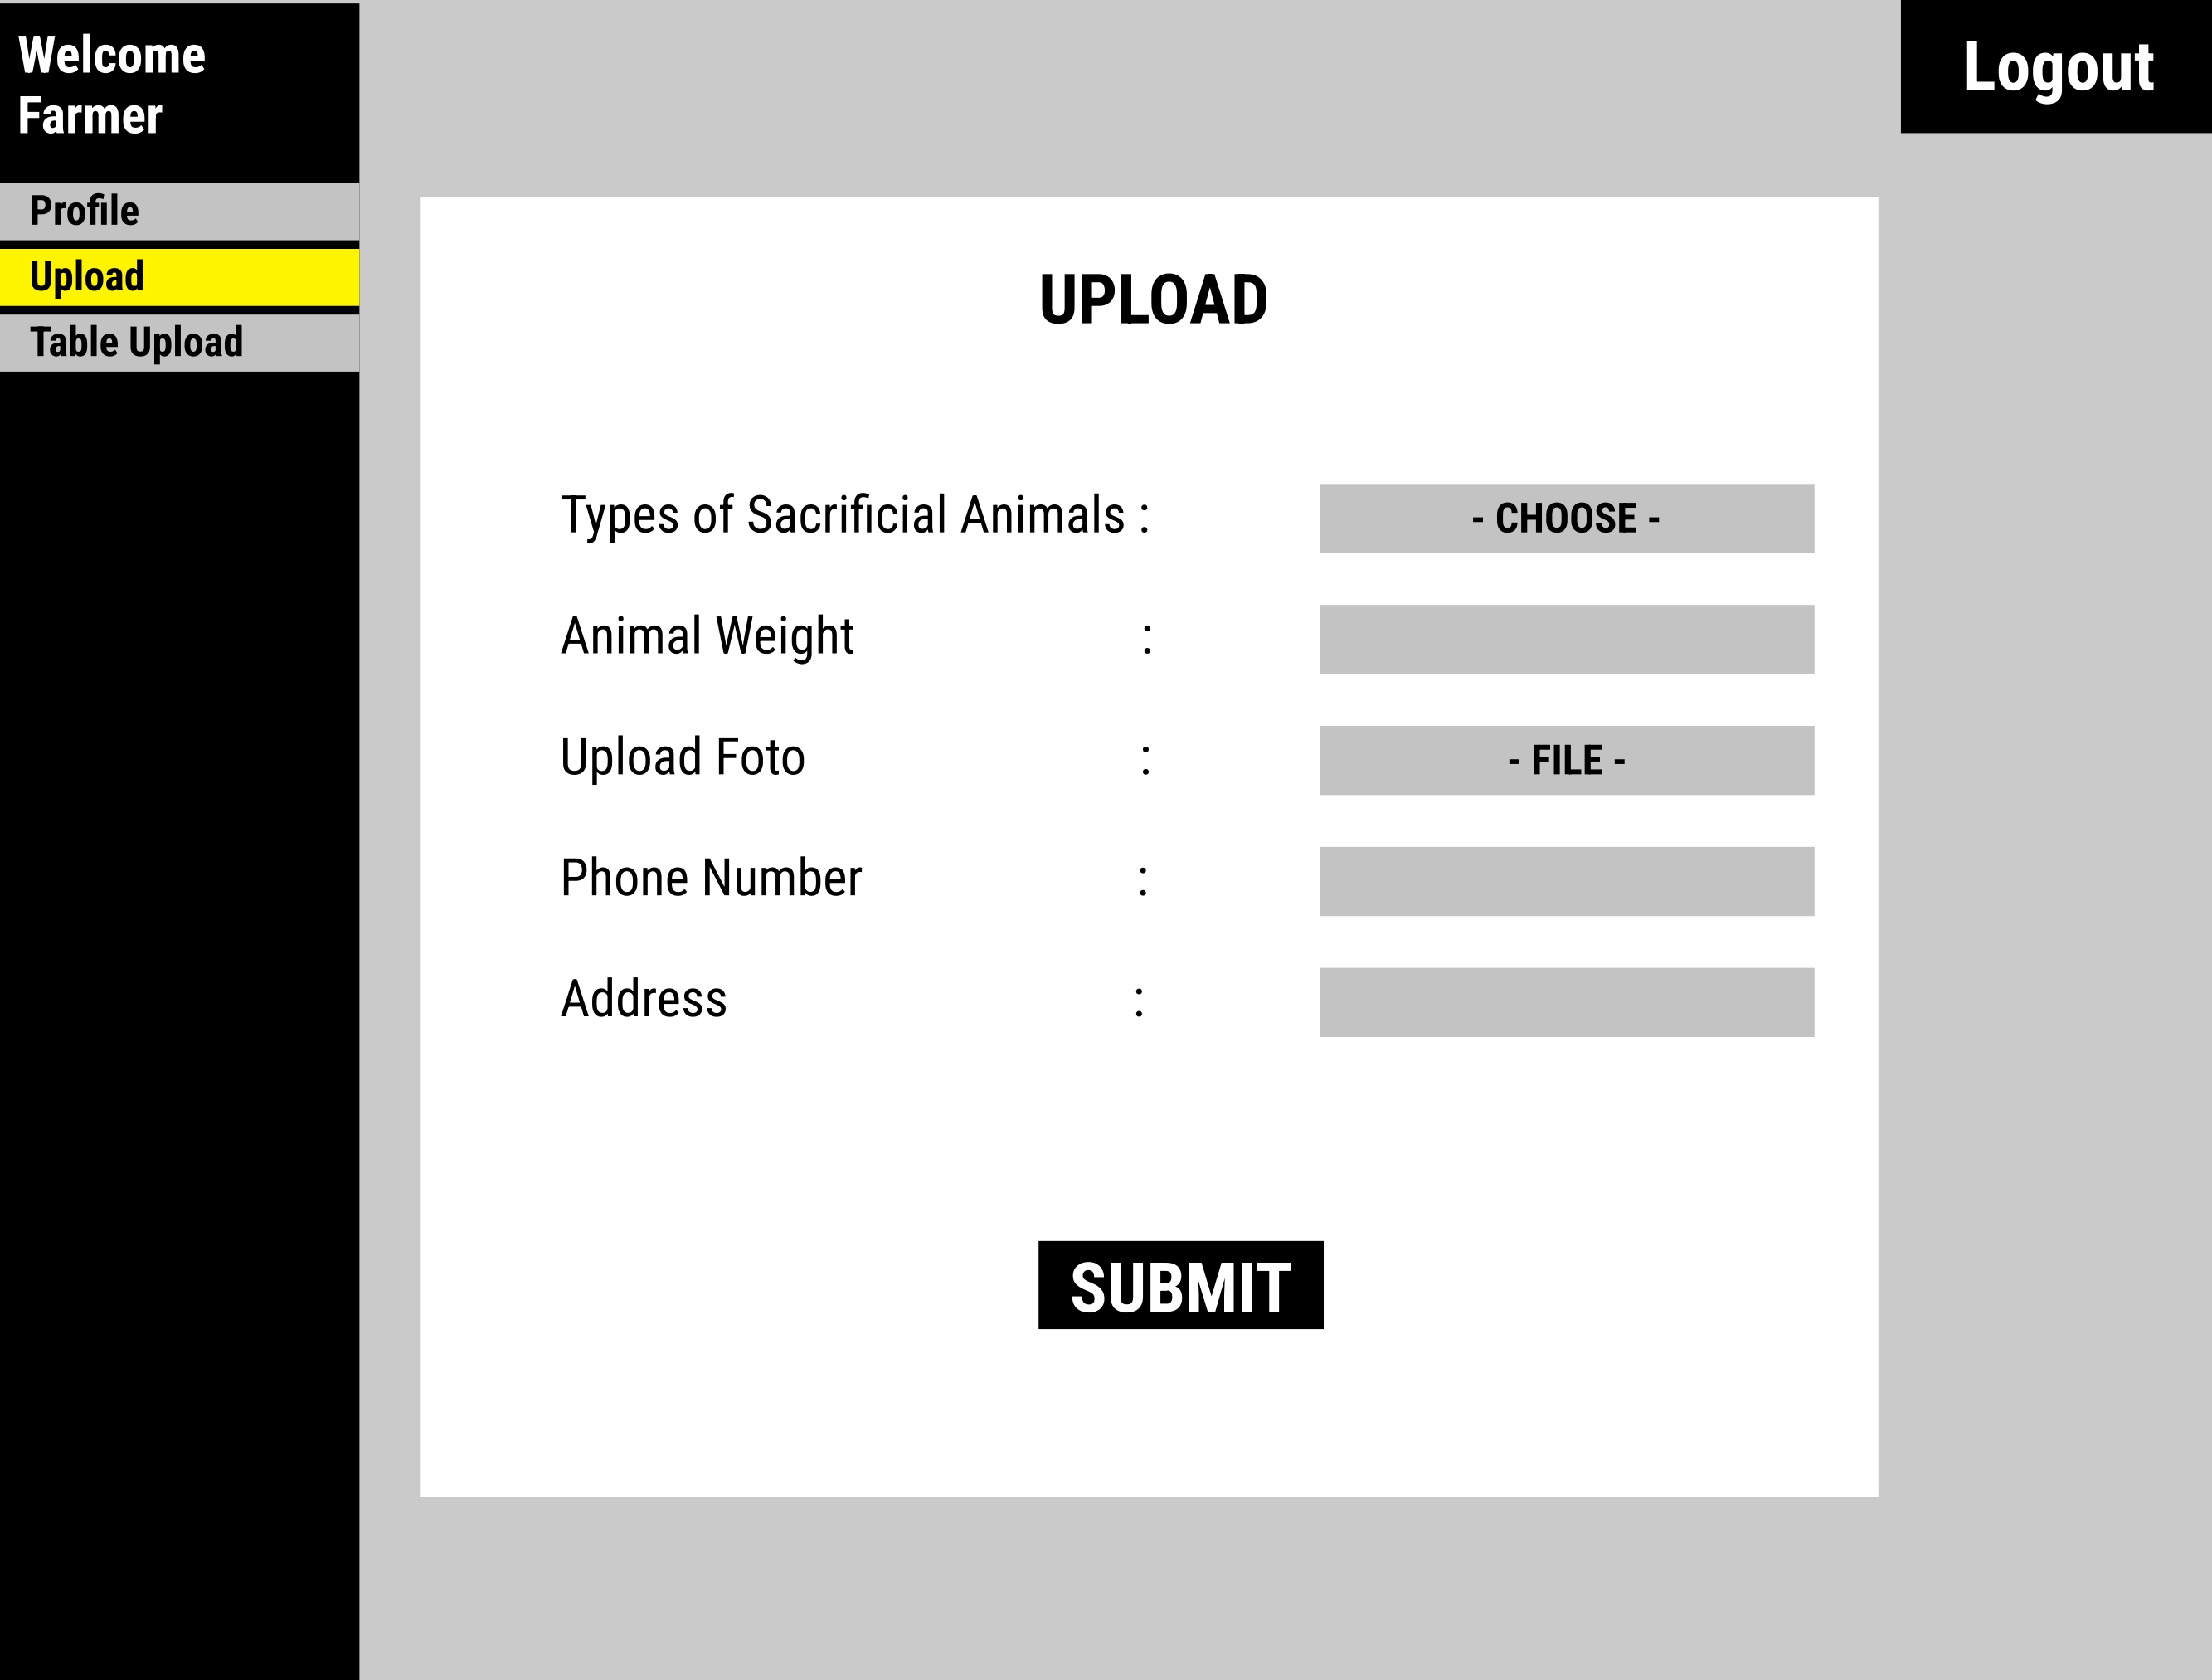 Welcome
Farmer
Logout
Profile
Upload
Table Upload
UPLOAD
Types of Sacrificial Animals : - CHOOSE -
Animal Weight :
Upload Foto : - FILE -
Phone Number :
Address :
SUBMIT